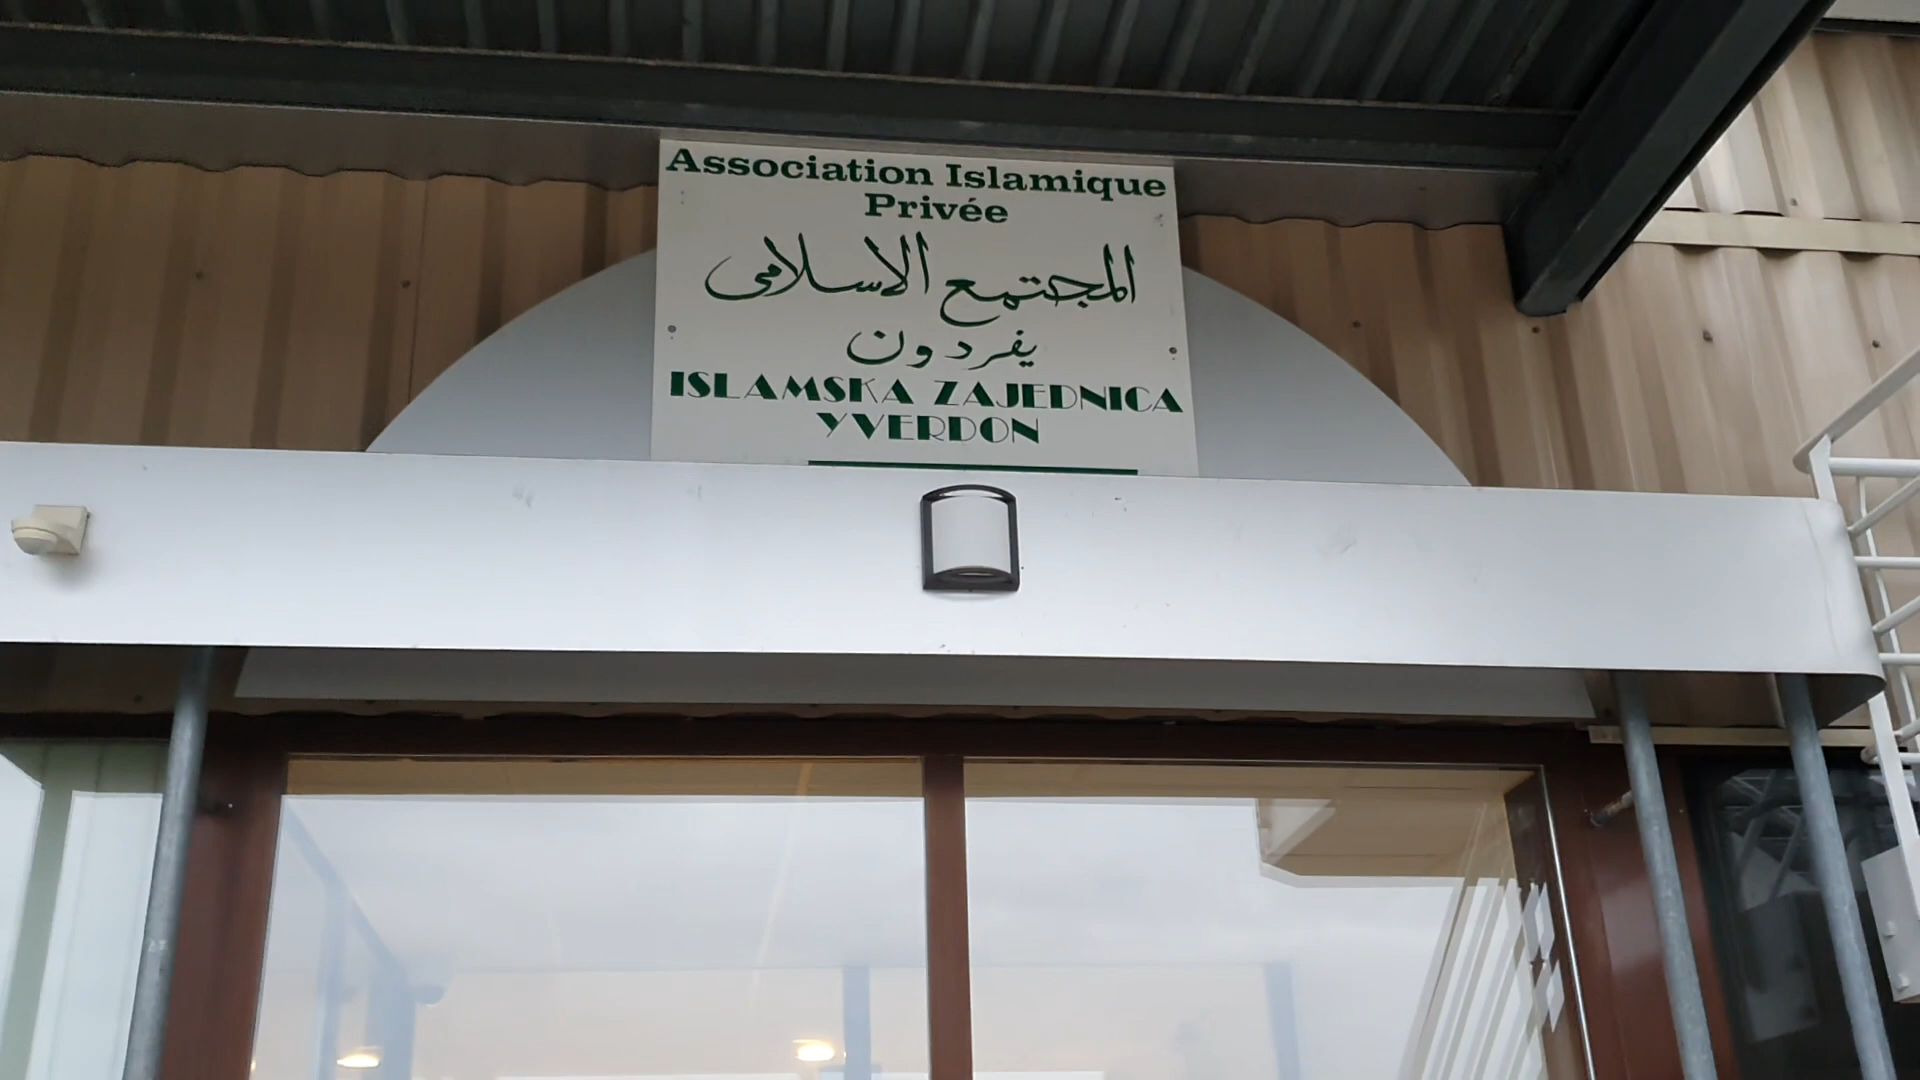 Association Islamique
Privée
المجتمع الاسلامى
يفردون
ISLAMSKA ZAJEDNICA
YVERDON